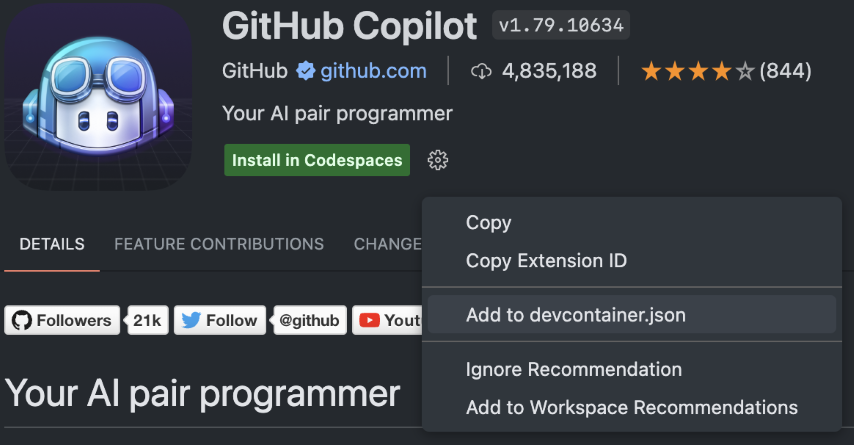 GitHub Copilot v1.79.10634
GitHub github.com 4,835,188 (844)
Your AI pair programmer
Install in Codespaces
DETAILS FEATURE CONTRIBUTIONS CHANGE
Followers 21k Follow @github Yout
Your AI pair programmer
Copy
Copy Extension ID
Add to devcontainer.json
Ignore Recommendation
Add to Workspace Recommendations